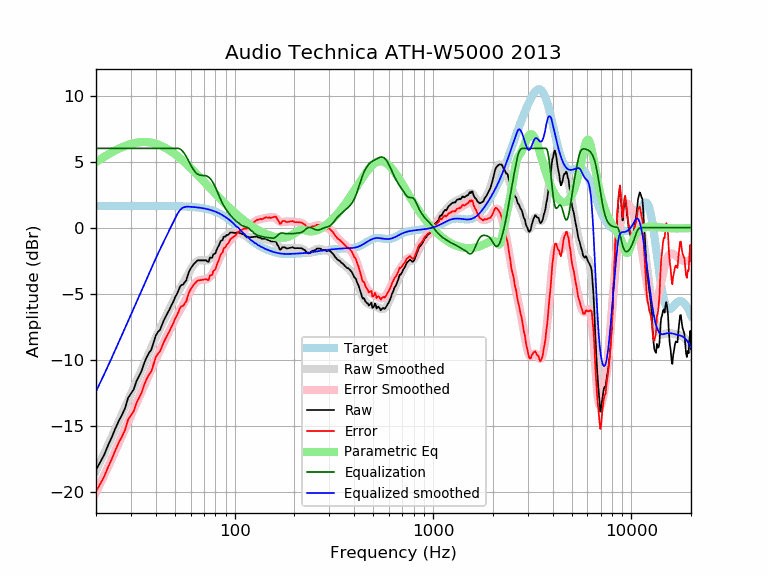 Audio Technica ATH-W5000 2013
Amplitude (dBr)
10
5
0
−5
−10
−15
−20
Target
Raw Smoothed
Error Smoothed
Raw
Error
Parametric Eq
Equalization
Equalized smoothed
100 1000 10000
Frequency (Hz)